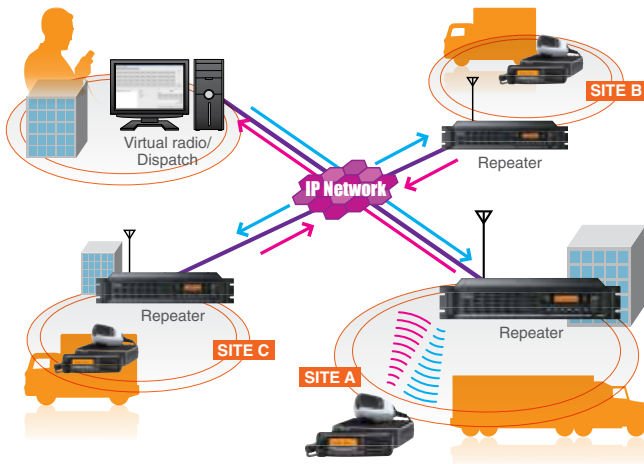 SITE B
Virtual radio/
Dispatch
Repeater
IP Network
Repeater
SITE C
Repeater
SITE A